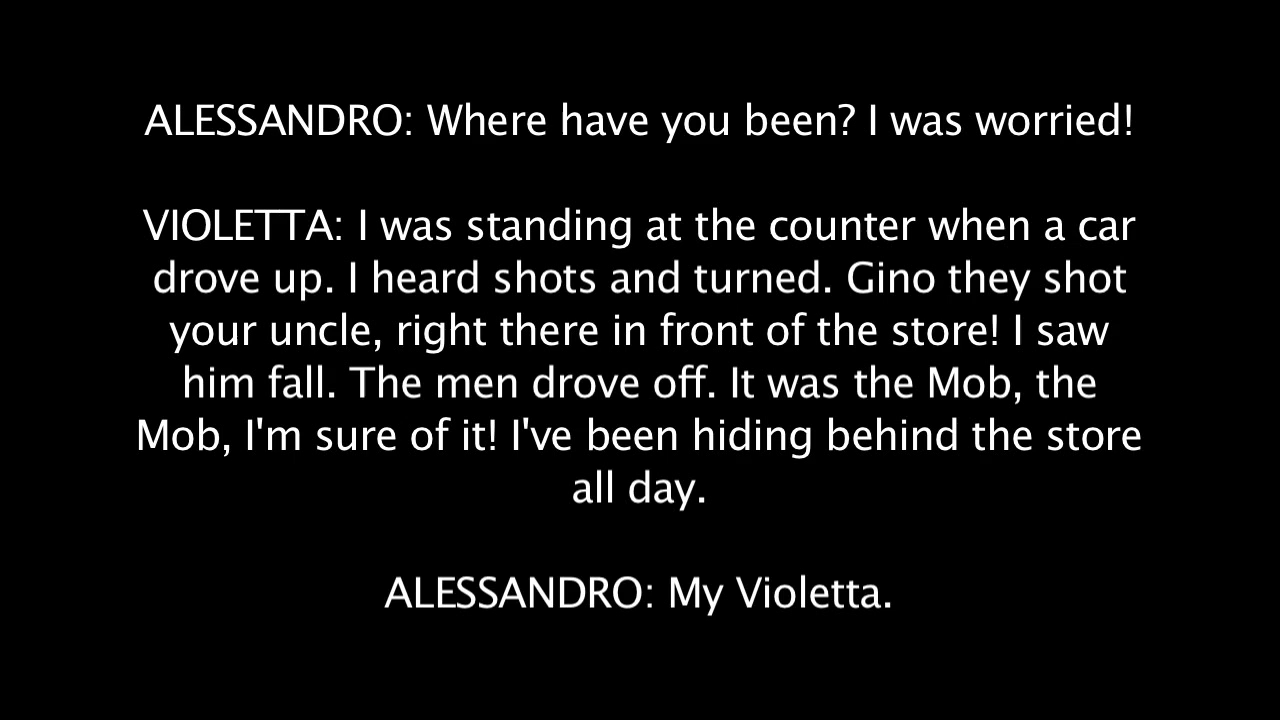 ALESSANDRO: Where have you been? I was worried!
VIOLETTA: I was standing at the counter when a car
drove up. I heard shots and turned. Gino they shot
your uncle, right there in front of the store! I saw
him fall. The men drove off. It was the Mob, the
Mob, I'm sure of it! I've been hiding behind the store
all day.
ALESSANDRO: My Violetta.